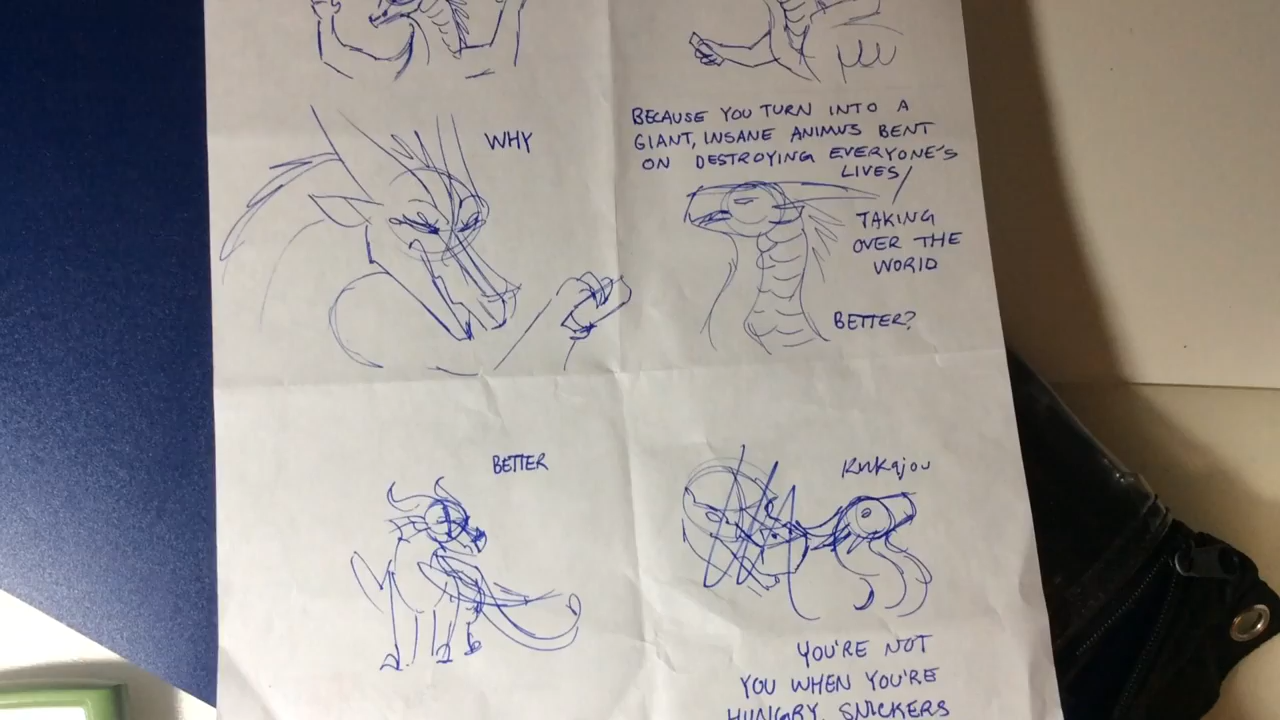 WHY
BECAUSE YOU TURN INTO A
GIANT, INSANE ANIMUS BENT
ON DESTROYING EVERYONE'S
LIVES/
TAKING
OVER THE
WORLD
BETTER?
BETTER
Rnkajou
YOU'RE NOT
YOU WHEN YOU'RE
HUNGRY. SNICKERS